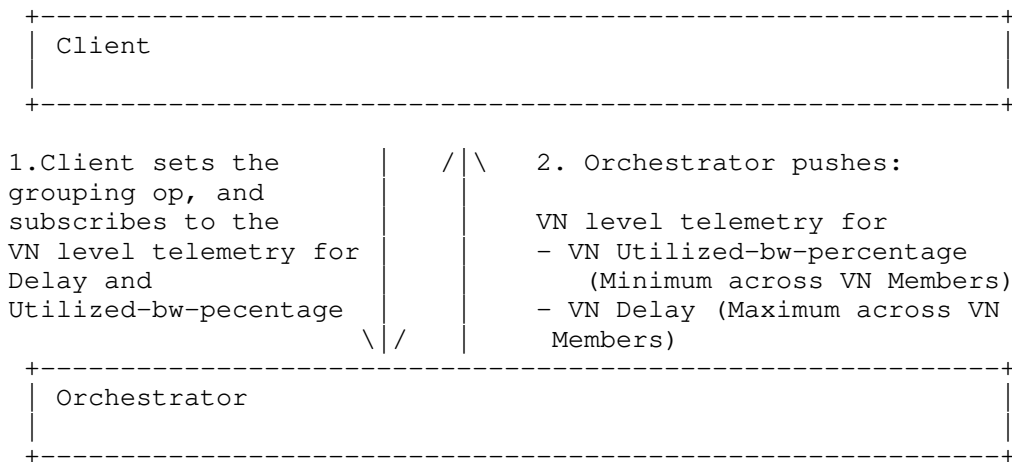 Client
1.Client sets the
grouping op, and
subscribes to the
VN level telemetry for
Delay and
Utilized-bw-pecentage
2. Orchestrator pushes:
VN level telemetry for
- VN Utilized-bw-percentage
(Minimum across VN Members)
- VN Delay (Maximum across VN
Members)
Orchestrator